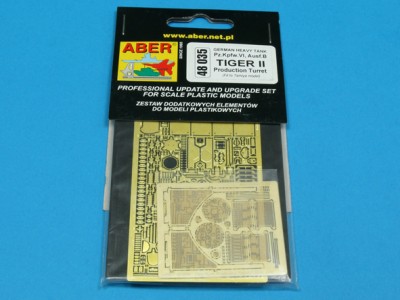 www.aber.net.pl
ABER
48 035
GERMAN HEAVY TANK
Pz.Kpfw.VI, Ausf.B
TIGER II
Production Turret
PROFESSIONAL UPDATE AND UPGRADE SET
FOR SCALE PLASTIC MODELS
ZESTAW DODATKOWYCH ELEMENTÓW
DO MODELI PLASTIKOWYCH